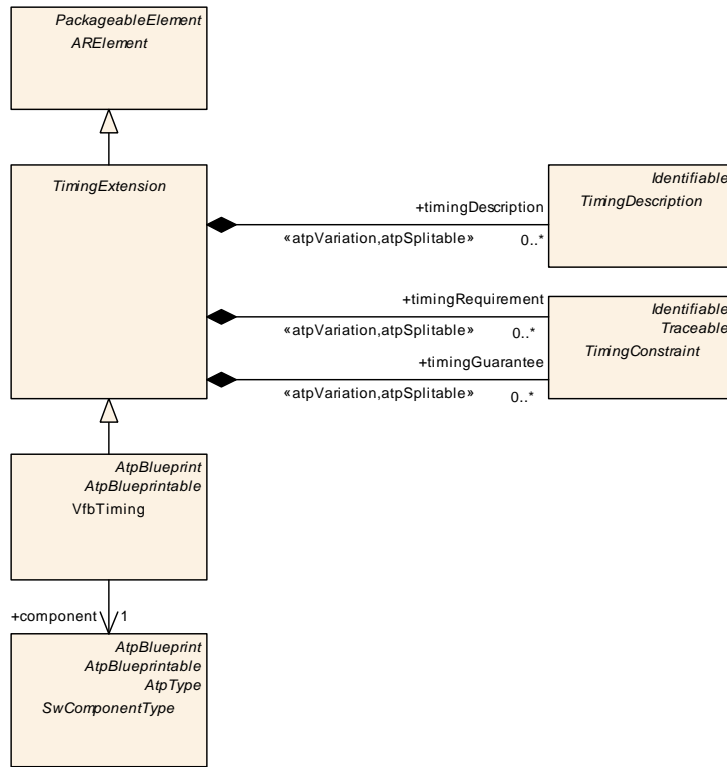 PackageableElement
ARElement
TimingExtension
+timingDescription
«atpVariation,atpSplitable»
0..*
Identifiable
TimingDescription
+timingRequirement
«atpVariation,atpSplitable»
0..*
+timingGuarantee
«atpVariation,atpSplitable»
0..*
Identifiable
Traceable
TimingConstraint
AtpBlueprint
AtpBlueprintable
VfbTiming
+component
1
AtpBlueprint
AtpBlueprintable
AtpType
SwComponentType